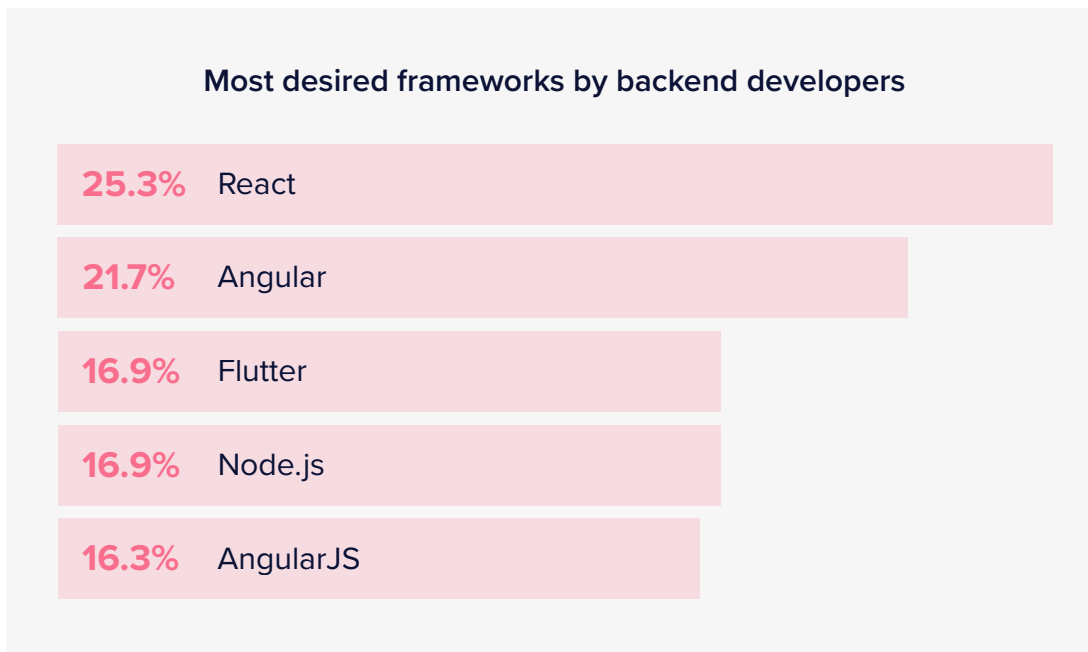 Most desired frameworks by backend developers
25.3% React
21.7% Angular
16.9% Flutter
16.9% Node.js
16.3% AngularJS